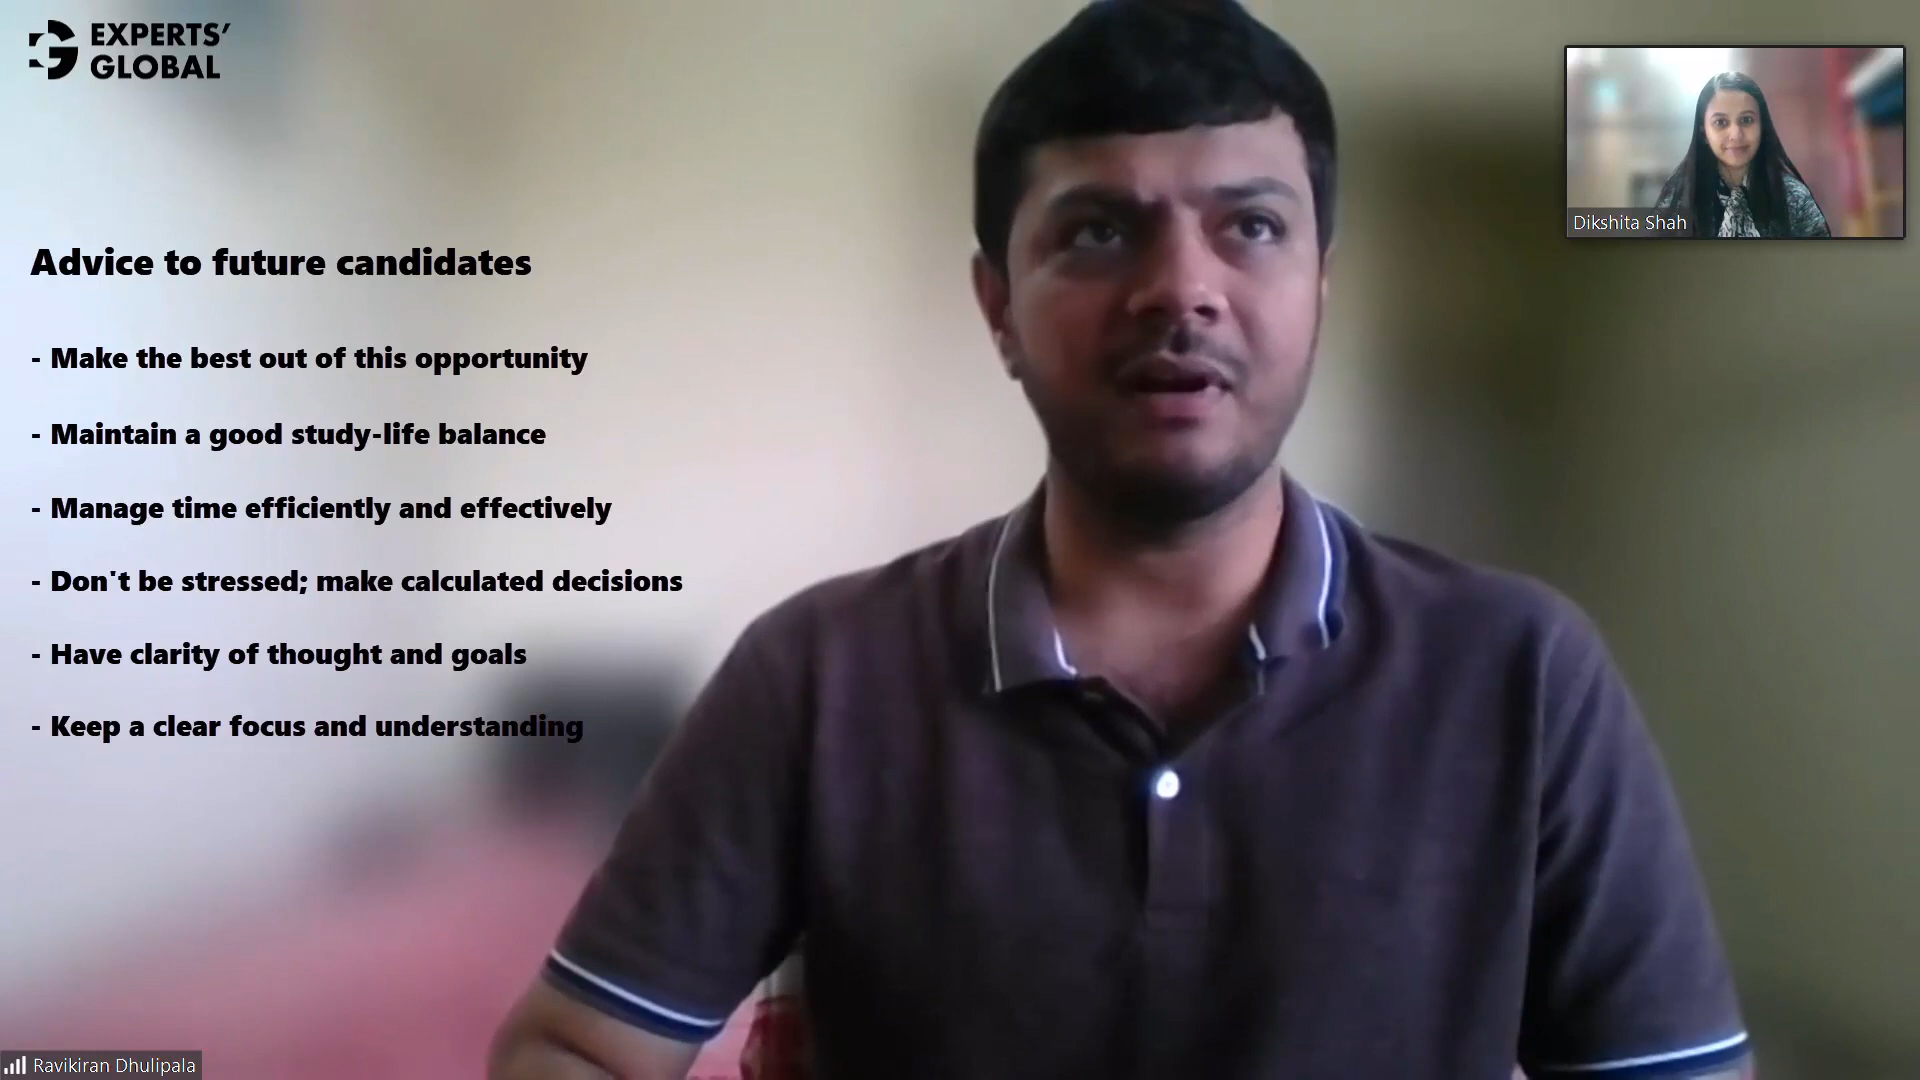 EXPERTS’
GLOBAL
Dikshita Shah
Advice to future candidates
- Make the best out of this opportunity
- Maintain a good study-life balance
- Manage time efficiently and effectively
- Don't be stressed; make calculated decisions
- Have clarity of thought and goals
- Keep a clear focus and understanding
Ravikiran Dhulipala